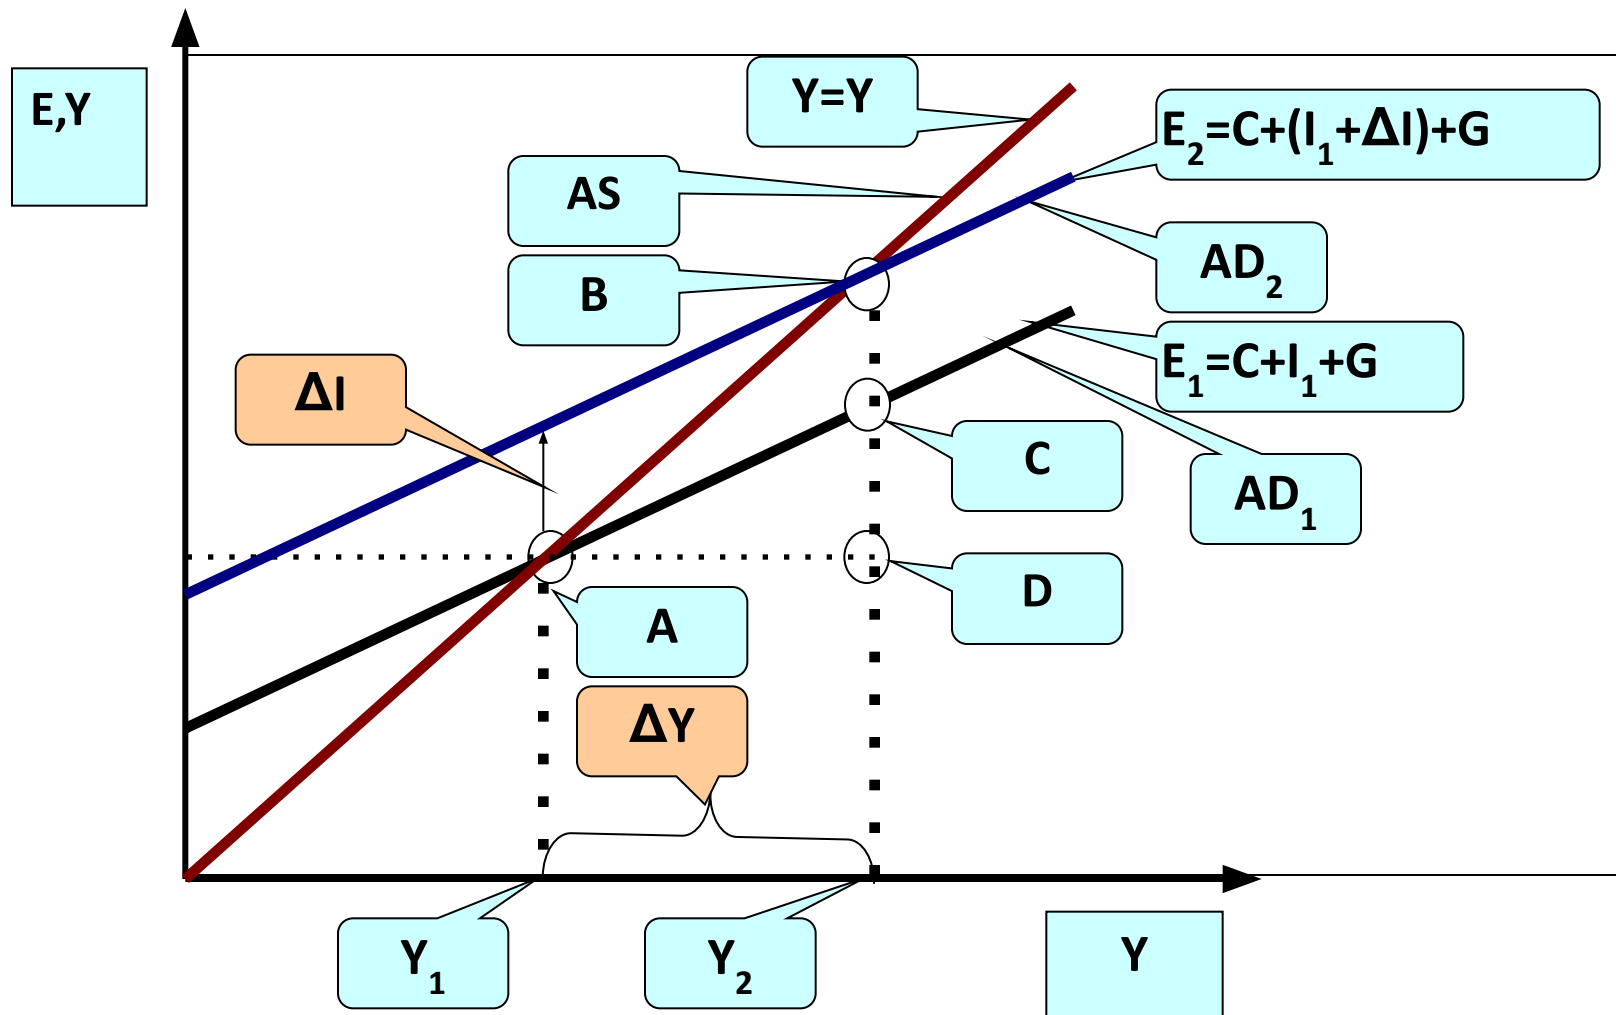 E,Y
Y=Y
E₂=C+(I₁+ΔI)+G
AS
AD₂
B
E₁=C+I₁+G
ΔI
C
AD₁
D
A
ΔY
Y₁
Y₂
Y